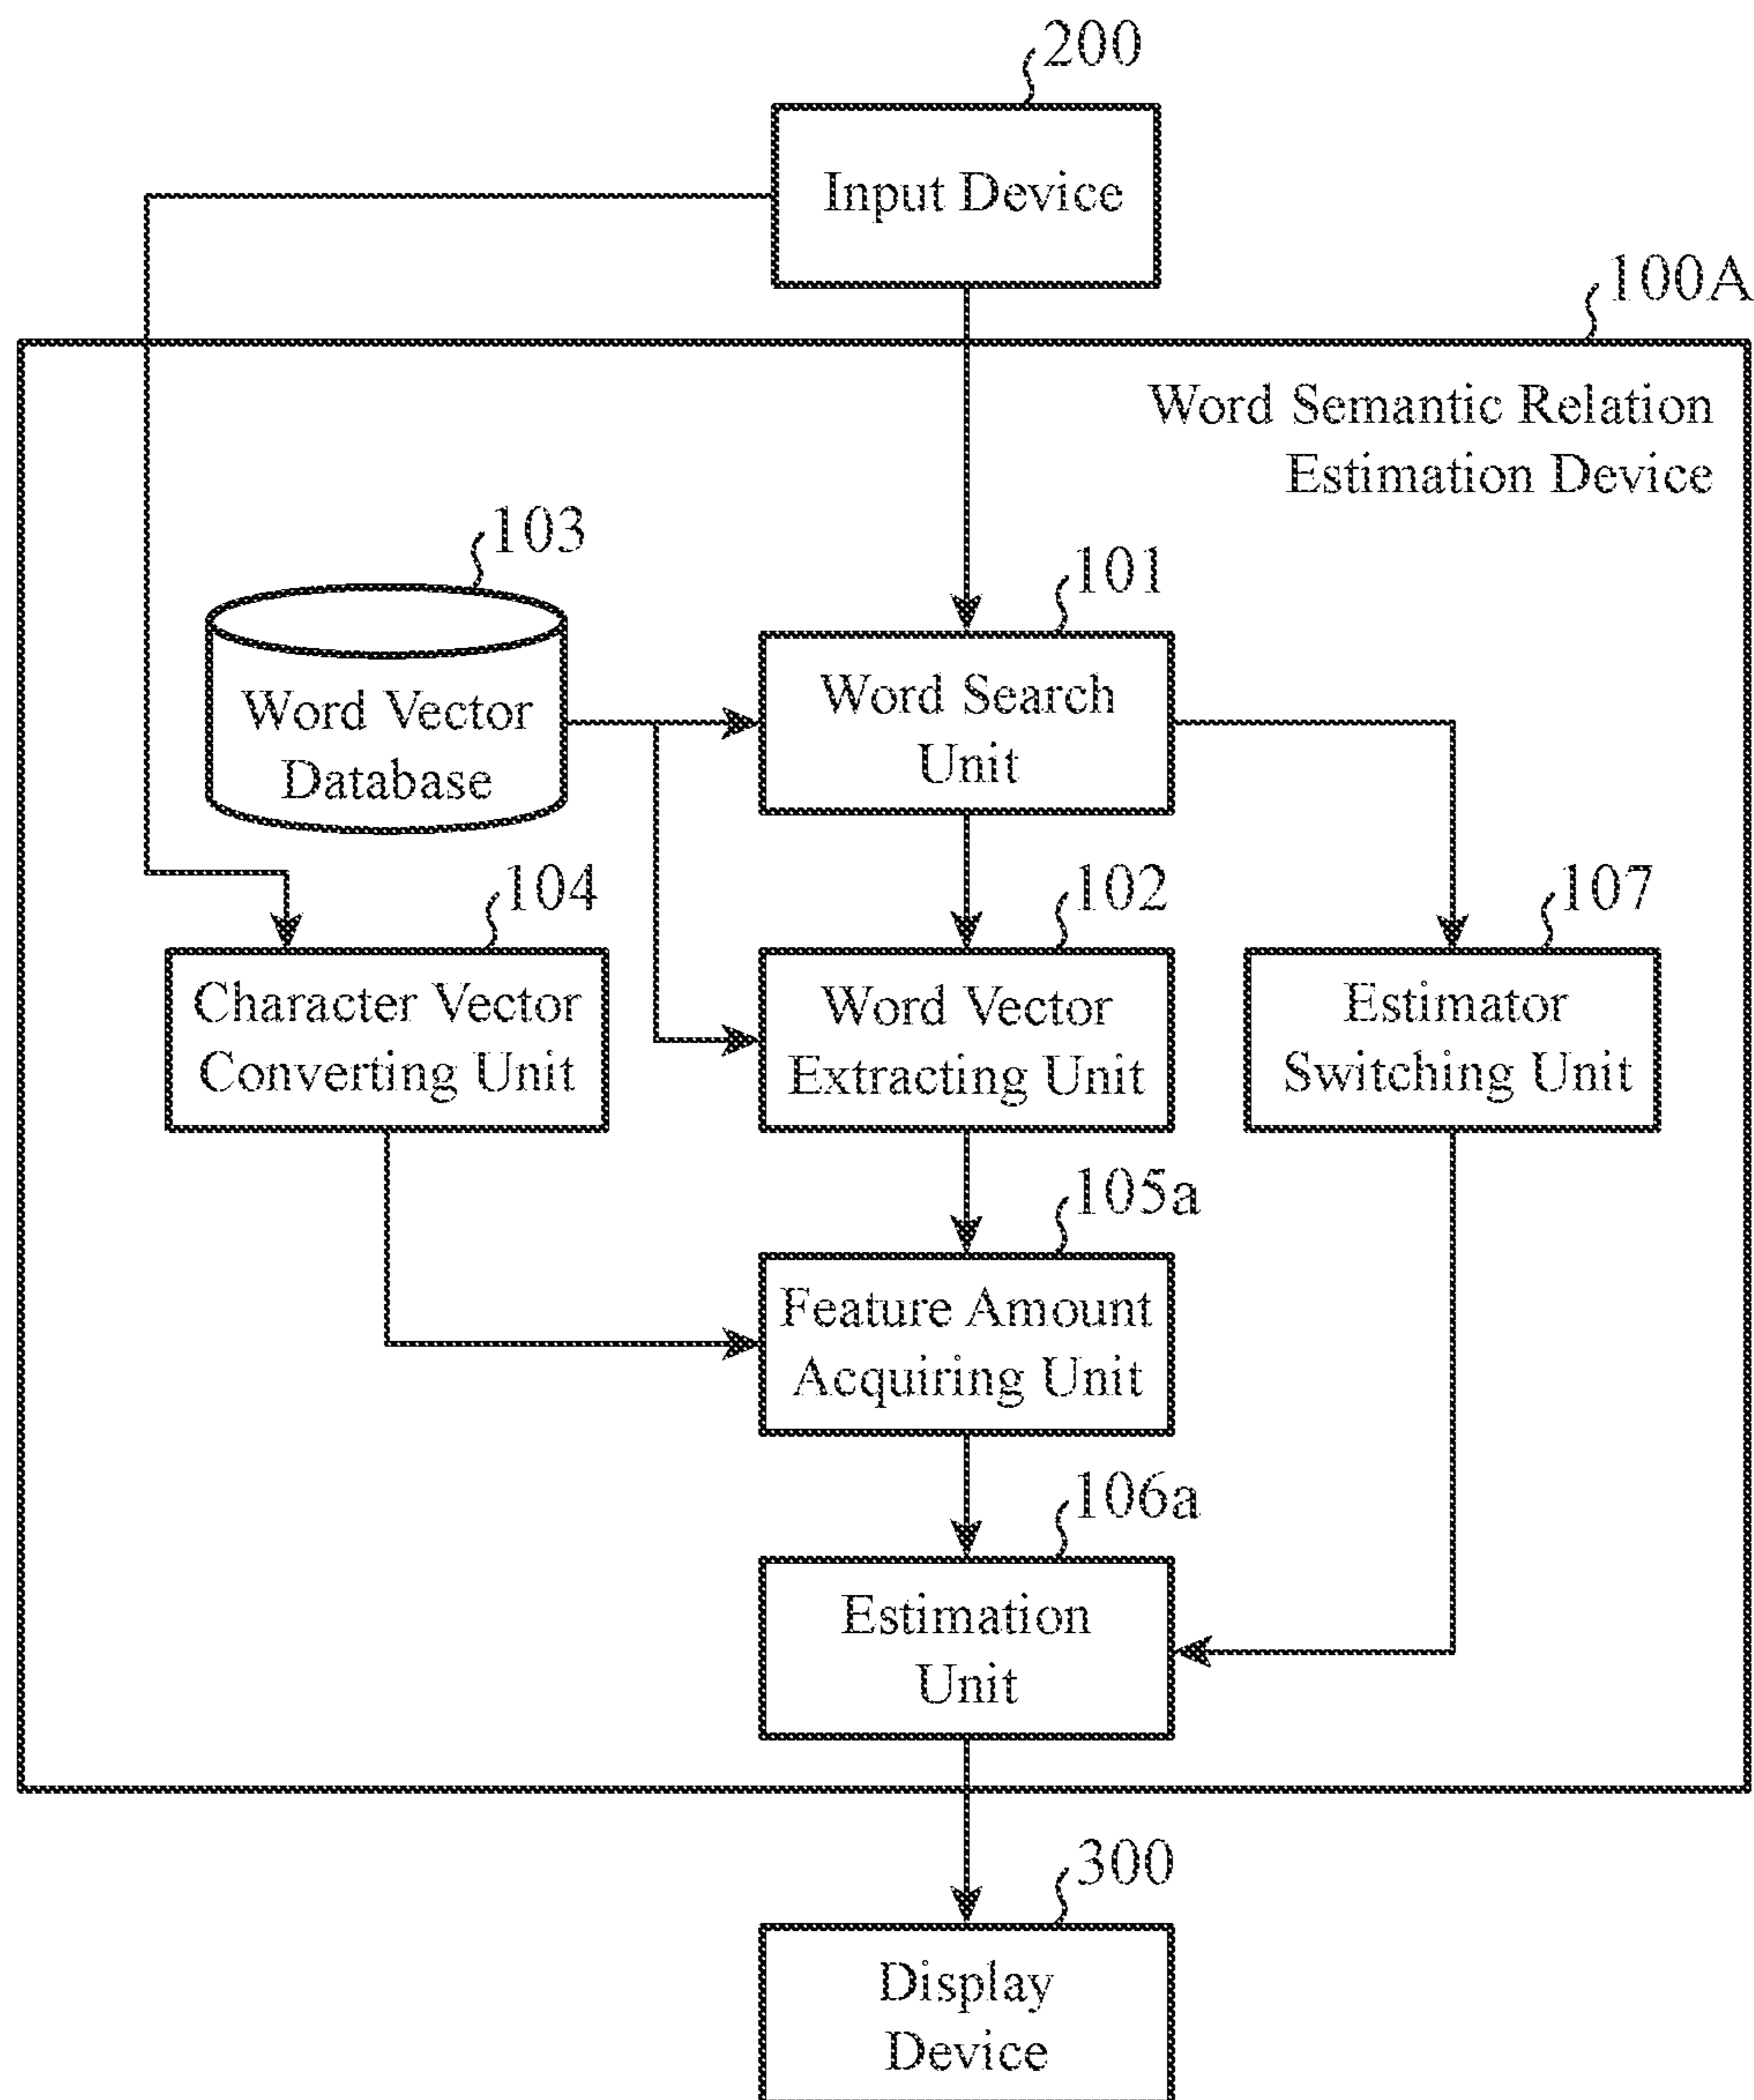 200
Input Device
100A
Word Semantic Relation
Estimation Device
103
101
Word Vector
Database
Word Search
Unit
104
102
107
Character Vector
Converting Unit
Word Vector
Extracting Unit
Estimator
Switching Unit
105a
Feature Amount
Acquiring Unit
106a
Estimation
Unit
300
Display
Device